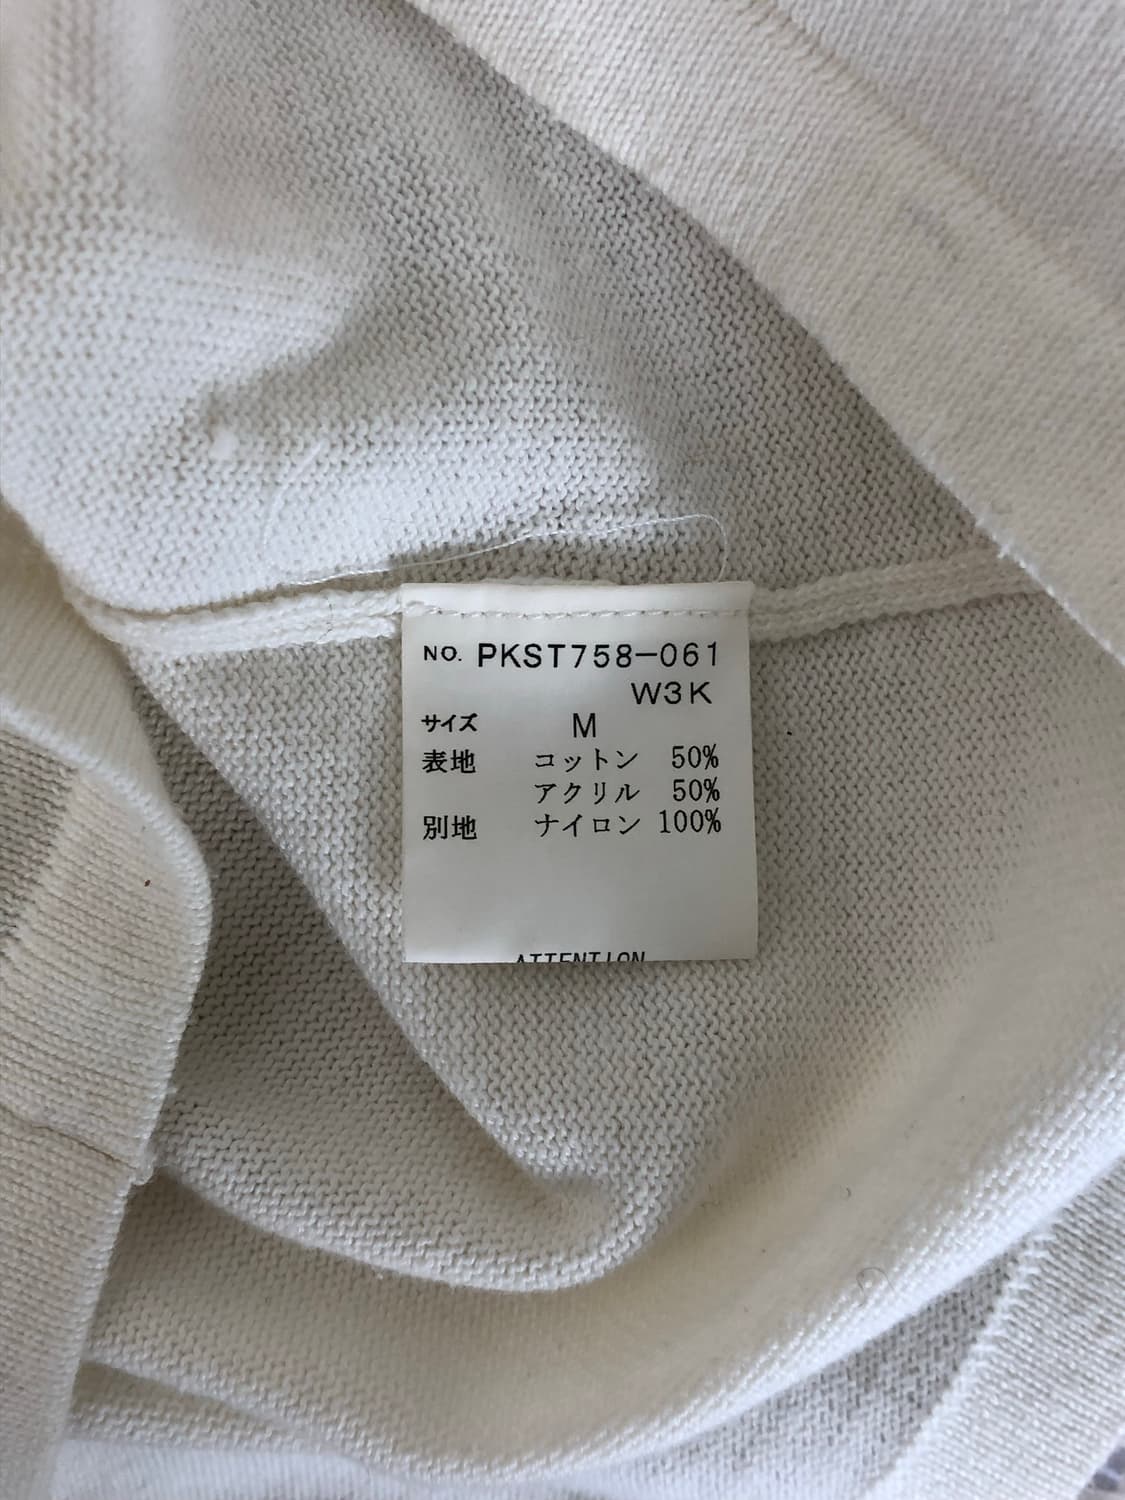 NO. PKST758-061
W3K
サイズ M
表地 コットン 50%
アクリル 50%
別地 ナイロン 100%
ATTENTION